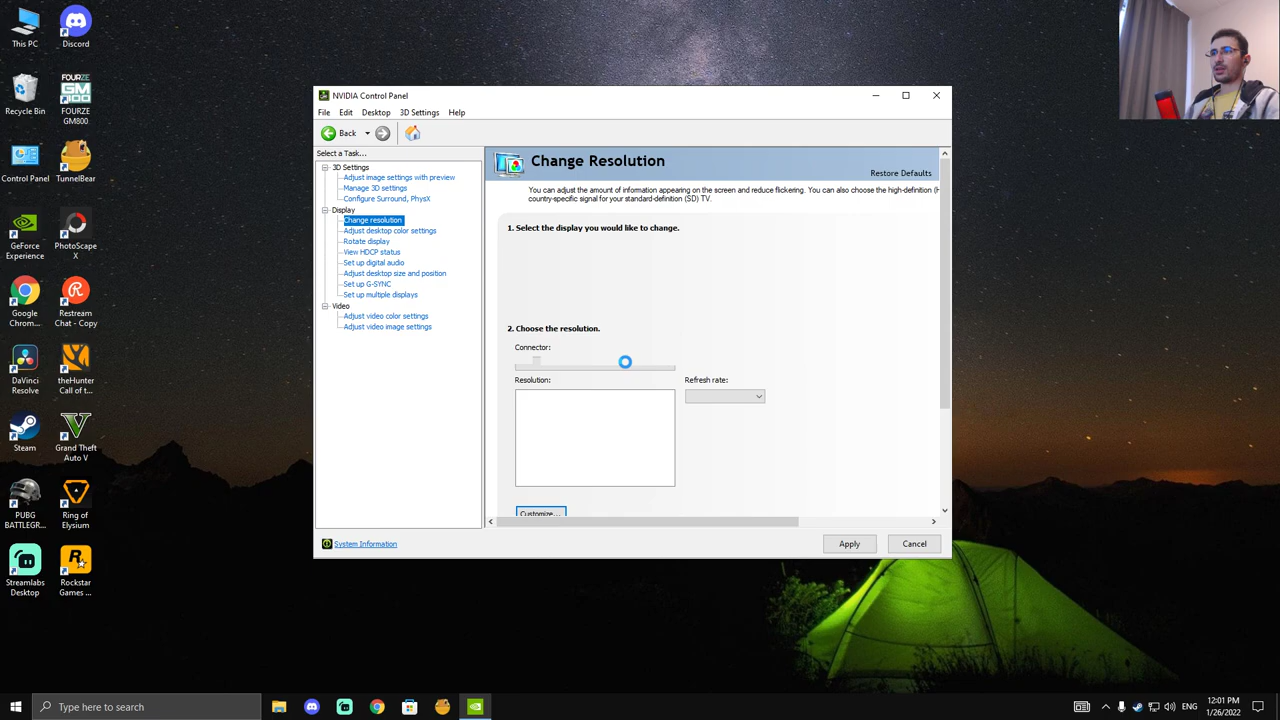 This PC
Discord
Recycle Bin
FOURZE
GM800
FOURZE
GM800
Control Panel
TunnelBear
GeForce
Experience
PhotoScape
X
Google
Chrom...
Restream
Chat - Copy
DaVinci
Resolve
theHunter
Call of t...
Steam
Grand Theft
Auto V
PUBG
BATTLEGR...
Ring of
Elysium
Streamlabs
Desktop
Rockstar
Games ...
NVIDIA Control Panel
File Edit Desktop 3D Settings Help
Back
Select a Task...
3D Settings
Adjust image settings with preview
Manage 3D settings
Configure Surround, PhysX
Display
Change resolution
Adjust desktop color settings
Rotate display
View HDCP status
Set up digital audio
Adjust desktop size and position
Set up G-SYNC
Set up multiple displays
Video
Adjust video color settings
Adjust video image settings
System Information
Change Resolution
Restore Defaults
You can adjust the amount of information appearing on the screen and reduce flickering. You can also choose the high-definition (H
country-specific signal for your standard-definition (SD) TV.
1. Select the display you would like to change.
2. Choose the resolution.
Connector:
Resolution:
Refresh rate:
Customize...
Apply
Cancel
Type here to search
ENG
12:01 PM
1/26/2022